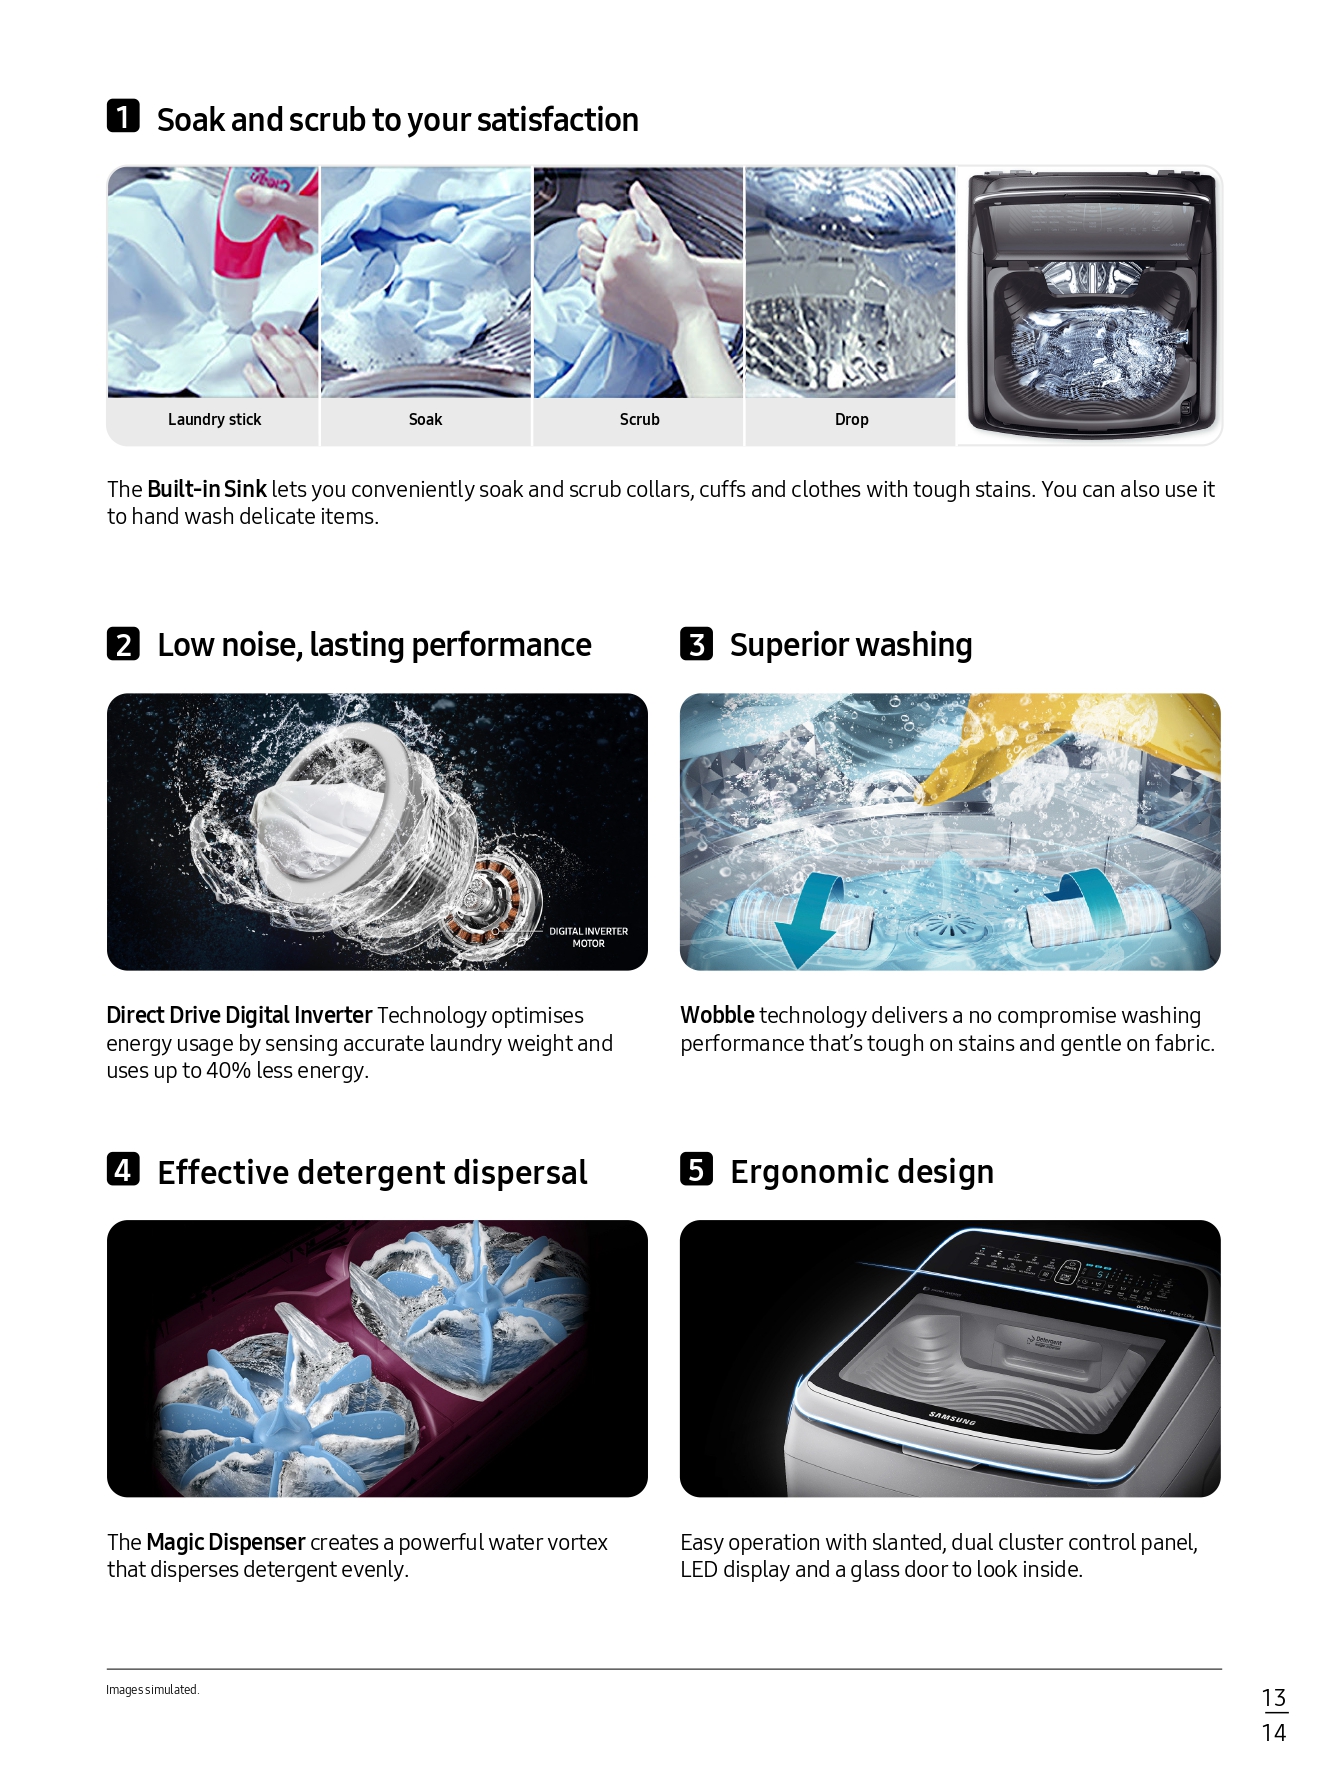 1 Soak and scrub to your satisfaction
Laundry stick
Soak
Scrub
Drop
The Built-in Sink lets you conveniently soak and scrub collars, cuffs and clothes with tough stains. You can also use it
to hand wash delicate items.
2 Low noise, lasting performance
DIGITAL INVERTER
MOTOR
Direct Drive Digital Inverter Technology optimises
energy usage by sensing accurate laundry weight and
uses up to 40% less energy.
3 Superior washing
Wobble technology delivers a no compromise washing
performance that's tough on stains and gentle on fabric.
4 Effective detergent dispersal
The Magic Dispenser creates a powerful water vortex
that disperses detergent evenly.
5 Ergonomic design
Detergent
SAMSUNG
Easy operation with slanted, dual cluster control panel,
LED display and a glass door to look inside.
Images simulated.
13
14